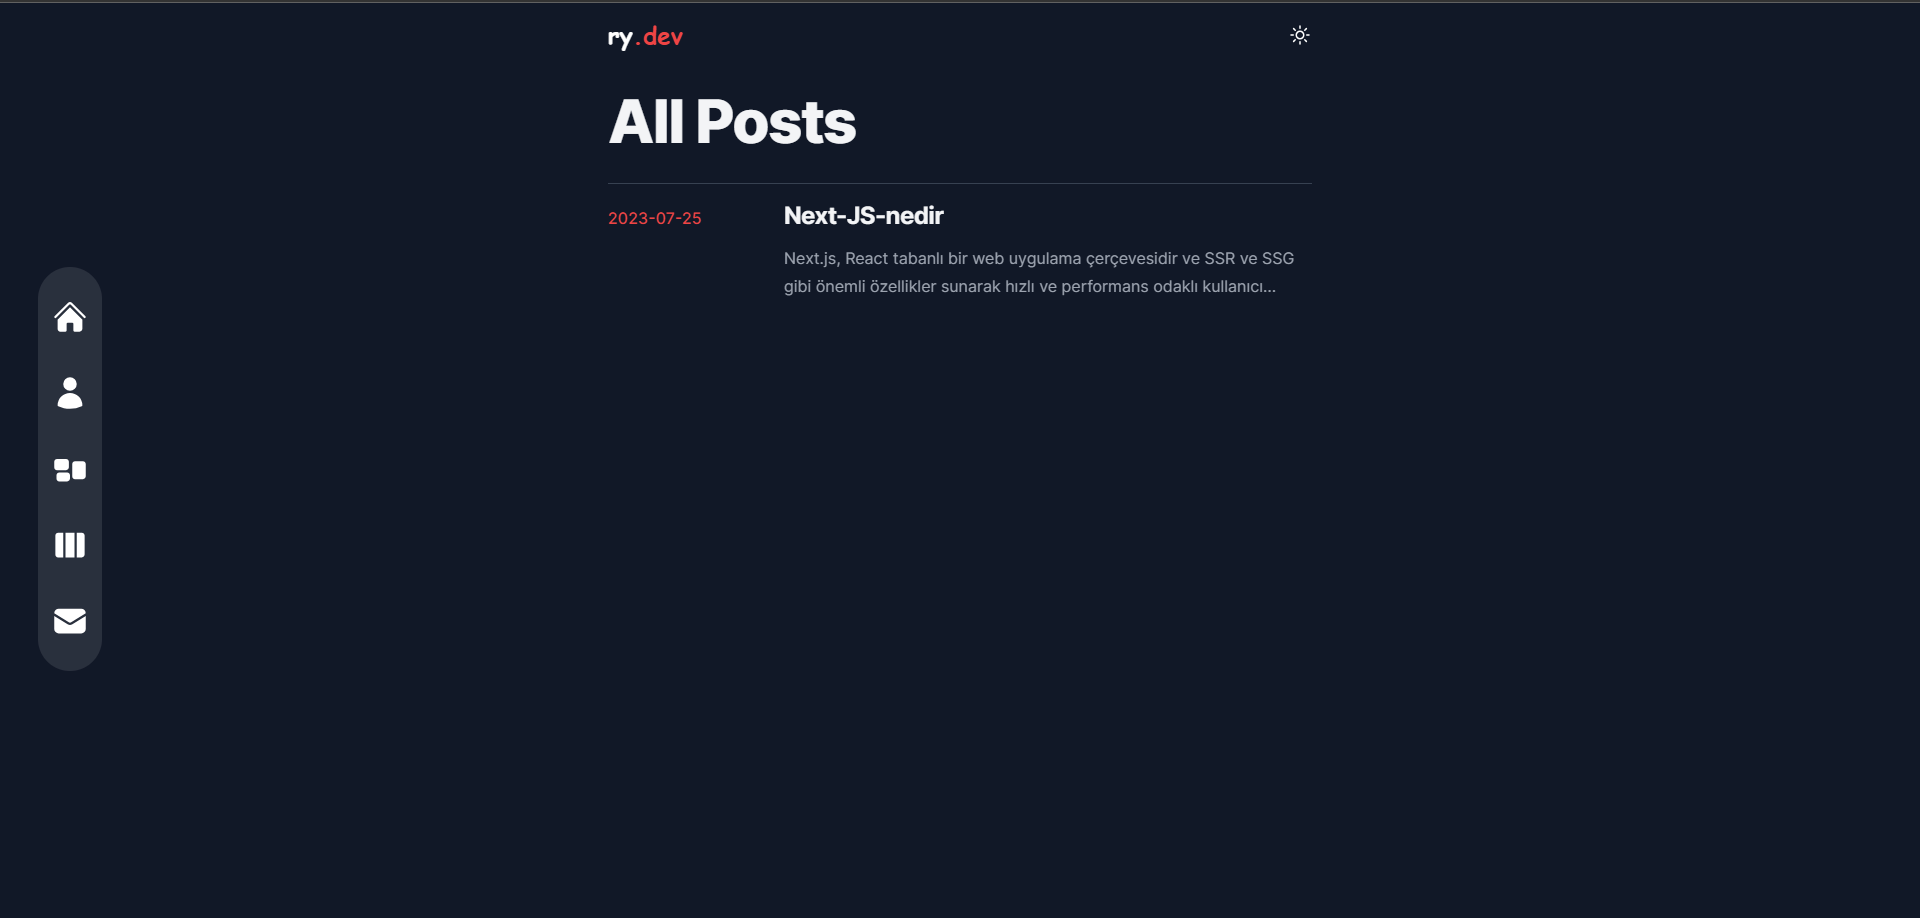 ry.dev
All Posts
2023-07-25
Next-JS-nedir
Next.js, React tabanlı bir web uygulama çerçevesidir ve SSR ve SSG
gibi önemli özellikler sunarak hızlı ve performans odaklı kullanıcı...